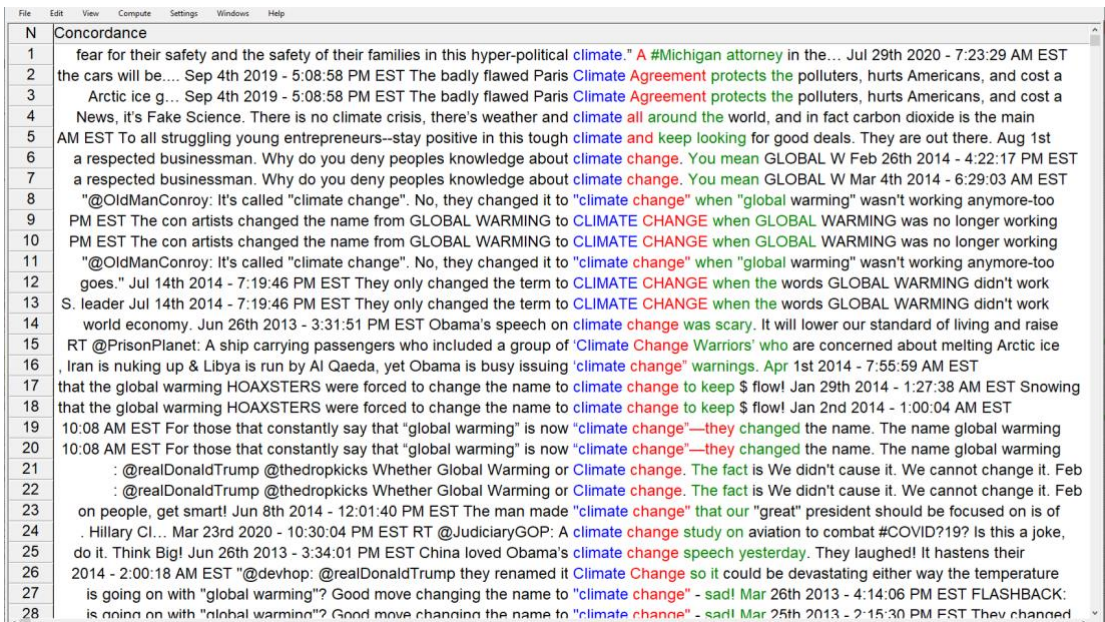 File Edit View Compute Settings Windows Help
N Concordance
1 fear for their safety and the safety of their families in this hyper-political climate." A #Michigan attorney in the... Jul 29th 2020 - 7:23:29 AM EST
2 the cars will be.... Sep 4th 2019 - 5:08:58 PM EST The badly flawed Paris Climate Agreement protects the polluters, hurts Americans, and cost a
3 Arctic ice g... Sep 4th 2019 - 5:08:58 PM EST The badly flawed Paris Climate Agreement protects the polluters, hurts Americans, and cost a
4 News, it's Fake Science. There is no climate crisis, there's weather and climate all around the world, and in fact carbon dioxide is the main
5 AM EST To all struggling young entrepreneurs--stay positive in this tough climate and keep looking for good deals. They are out there. Aug 1st
6 a respected businessman. Why do you deny peoples knowledge about climate change. You mean GLOBAL W Feb 26th 2014 - 4:22:17 PM EST
7 a respected businessman. Why do you deny peoples knowledge about climate change. You mean GLOBAL W Mar 4th 2014 - 6:29:03 AM EST
8 "@OldManConroy: It's called "climate change". No, they changed it to "climate change" when "global warming" wasn't working anymore-too
9 PM EST The con artists changed the name from GLOBAL WARMING to CLIMATE CHANGE when GLOBAL WARMING was no longer working
10 PM EST The con artists changed the name from GLOBAL WARMING to CLIMATE CHANGE when GLOBAL WARMING was no longer working
11 "@OldManConroy: It's called "climate change". No, they changed it to "climate change" when "global warming" wasn't working anymore-too
12 goes." Jul 14th 2014 - 7:19:46 PM EST They only changed the term to CLIMATE CHANGE when the words GLOBAL WARMING didn't work
13 S. leader Jul 14th 2014 - 7:19:46 PM EST They only changed the term to CLIMATE CHANGE when the words GLOBAL WARMING didn't work
14 world economy. Jun 26th 2013 - 3:31:51 PM EST Obama's speech on climate change was scary. It will lower our standard of living and raise
15 RT @PrisonPlanet: A ship carrying passengers who included a group of ‘Climate Change Warriors’ who are concerned about melting Arctic ice
16 , Iran is nuking up & Libya is run by Al Qaeda, yet Obama is busy issuing ‘climate change” warnings. Apr 1st 2014 - 7:55:59 AM EST
17 that the global warming HOAXSTERS were forced to change the name to climate change to keep $ flow! Jan 29th 2014 - 1:27:38 AM EST Snowing
18 that the global warming HOAXSTERS were forced to change the name to climate change to keep $ flow! Jan 2nd 2014 - 1:00:04 AM EST
19 10:08 AM EST For those that constantly say that “global warming” is now “climate change”—they changed the name. The name global warming
20 10:08 AM EST For those that constantly say that “global warming” is now “climate change”—they changed the name. The name global warming
21 : @realDonaldTrump @thedropkicks Whether Global Warming or Climate change. The fact is We didn't cause it. We cannot change it. Feb
22 : @realDonaldTrump @thedropkicks Whether Global Warming or Climate change. The fact is We didn't cause it. We cannot change it. Feb
23 on people, get smart! Jun 8th 2014 - 12:01:40 PM EST The man made "climate change" that our "great" president should be focused on is of
24 . Hillary Cl... Mar 23rd 2020 - 10:30:04 PM EST RT @JudiciaryGOP: A climate change study on aviation to combat #COVID?19? Is this a joke,
25 do it. Think Big! Jun 26th 2013 - 3:34:01 PM EST China loved Obama's climate change speech yesterday. They laughed! It hastens their
26 2014 - 2:00:18 AM EST "@devhop: @realDonaldTrump they renamed it Climate Change so it could be devastating either way the temperature
27 is going on with "global warming"? Good move changing the name to "climate change" - sad! Mar 26th 2013 - 4:14:06 PM EST FLASHBACK:
28 is going on with "global warming"? Good move changing the name to "climate change" - sad! Mar 25th 2013 - 2:15:30 PM EST They changed